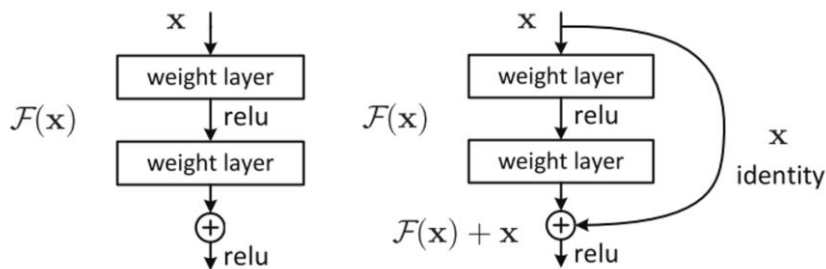 x
weight layer
F(x)
relu
weight layer
relu
x
weight layer
F(x)
relu
x
weight layer
identity
F(x) + x
relu